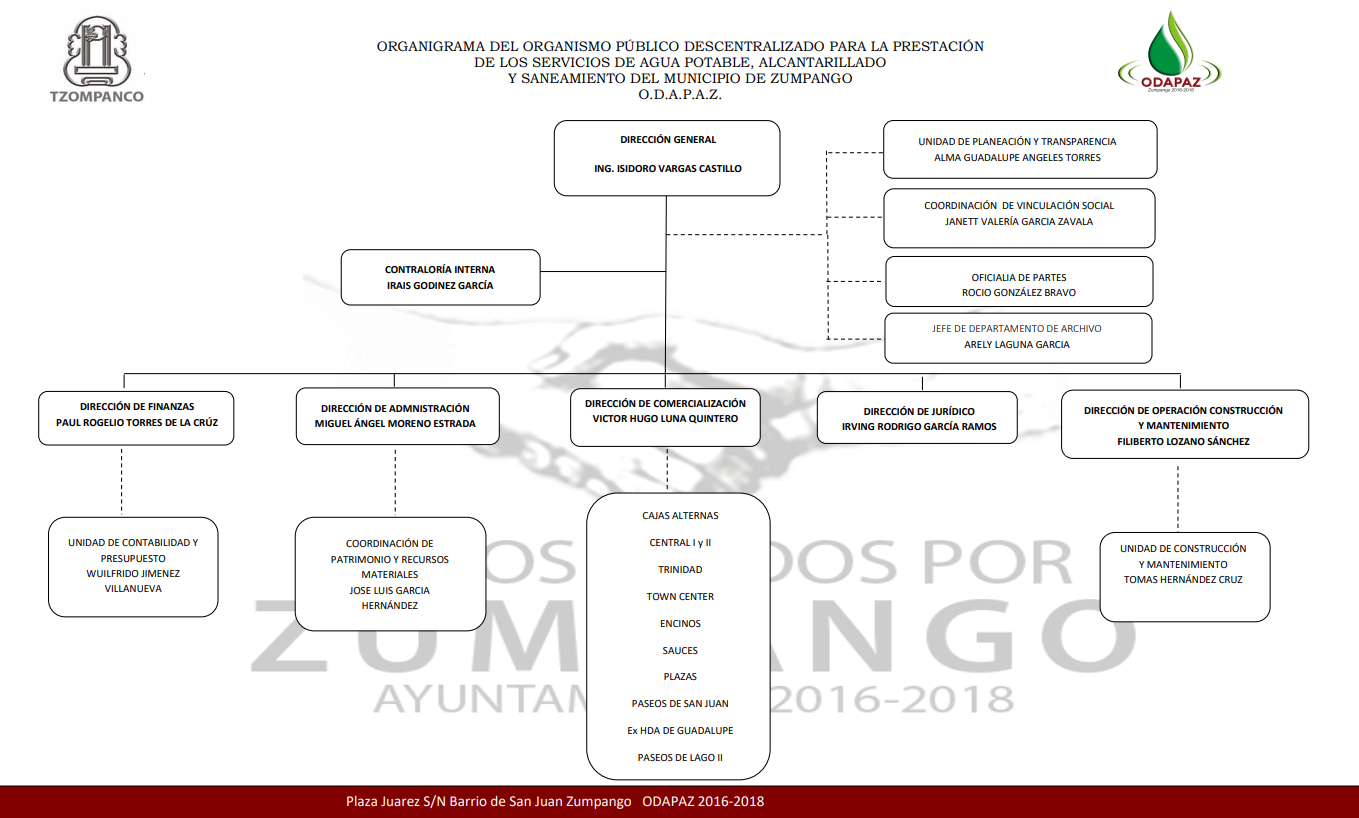 TZOMPANCO
ORGANIGRAMA DEL ORGANISMO PÚBLICO DESCENTRALIZADO PARA LA PRESTACIÓN
DE LOS SERVICIOS DE AGUA POTABLE, ALCANTARILLADO
Y SANEAMIENTO DEL MUNICIPIO DE ZUMPANGO
O.D.A.P.A.Z.
ODAPAZ
Zumpango 2016-2018
DIRECCIÓN GENERAL
ING. ISIDORO VARGAS CASTILLO
UNIDAD DE PLANEACIÓN Y TRANSPARENCIA
ALMA GUADALUPE ANGELES TORRES
COORDINACIÓN DE VINCULACIÓN SOCIAL
JANETT VALERÍA GARCIA ZAVALA
OFICIALIA DE PARTES
ROCIO GONZÁLEZ BRAVO
JEFE DE DEPARTAMENTO DE ARCHIVO
ARELY LAGUNA GARCIA
CONTRALORÍA INTERNA
IRAIS GODINEZ GARCÍA
DIRECCIÓN DE FINANZAS
PAUL ROGELIO TORRES DE LA CRÚZ
DIRECCIÓN DE ADMNISTRACIÓN
MIGUEL ÁNGEL MORENO ESTRADA
DIRECCIÓN DE COMERCIALIZACIÓN
VICTOR HUGO LUNA QUINTERO
DIRECCIÓN DE JURÍDICO
IRVING RODRIGO GARCÍA RAMOS
DIRECCIÓN DE OPERACIÓN CONSTRUCCIÓN
Y MANTENIMIENTO
FILIBERTO LOZANO SÁNCHEZ
UNIDAD DE CONTABILIDAD Y
PRESUPUESTO
WUILFRIDO JIMENEZ
VILLANUEVA
COORDINACIÓN DE
PATRIMONIO Y RECURSOS
MATERIALES
JOSE LUIS GARCIA
HERNÁNDEZ
CAJAS ALTERNAS
CENTRAL I y II
TRINIDAD
TOWN CENTER
ENCINOS
SAUCES
PLAZAS
PASEOS DE SAN JUAN
Ex HDA DE GUADALUPE
PASEOS DE LAGO II
UNIDAD DE CONSTRUCCIÓN
Y MANTENIMIENTO
TOMAS HERNÁNDEZ CRUZ
POR
2016-2018
Plaza Juarez S/N Barrio de San Juan Zumpango ODAPAZ 2016-2018